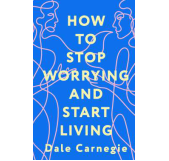 HOW
TO
STOP
WORRYING
AND
START
LIVING
Dale Carnegie